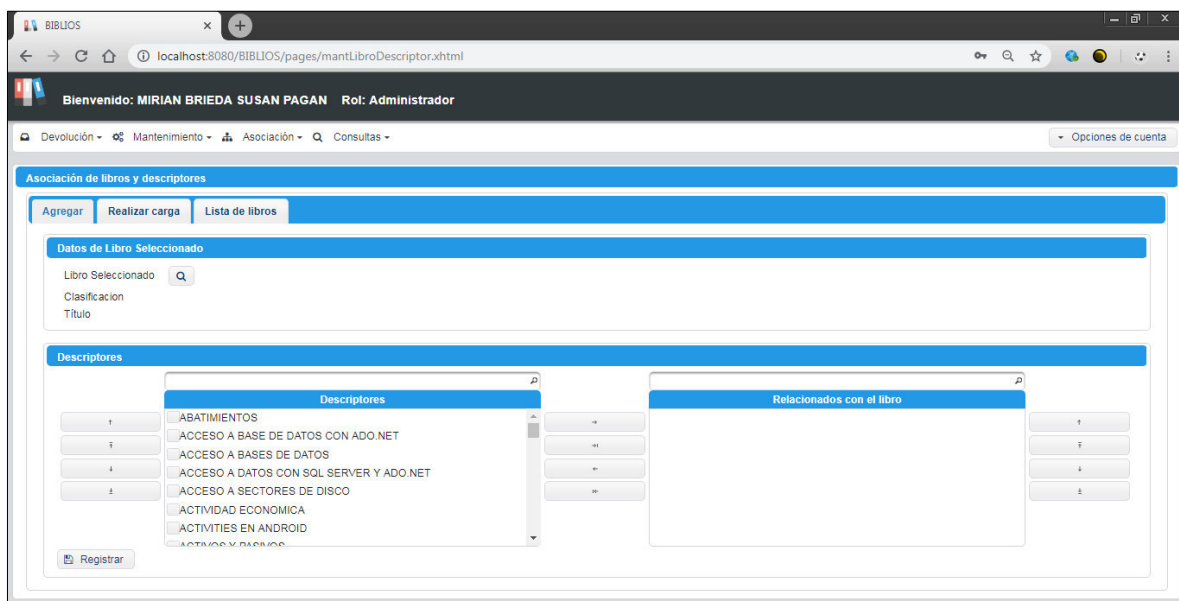 BIBLIOS
localhost:8080/BIBLIOS/pages/mantLibroDescriptor.xhtml
Bienvenido: MIRIAN BRIEDA SUSAN PAGAN Rol: Administrador
Devolución Mantenimiento Asociación Consultas Opciones de cuenta
Asociación de libros y descriptores
Agregar Realizar carga Lista de libros
Datos de Libro Seleccionado
Libro Seleccionado
Clasificacion
Título
Descriptores
Descriptores Relacionados con el libro
ABATIMIENTOS
ACCESO A BASE DE DATOS CON ADO.NET
ACCESO A BASES DE DATOS
ACCESO A DATOS CON SQL SERVER Y ADO.NET
ACCESO A SECTORES DE DISCO
ACTIVIDAD ECONOMICA
ACTIVITIES EN ANDROID
ACTIVOS Y PASIVOS
Registrar